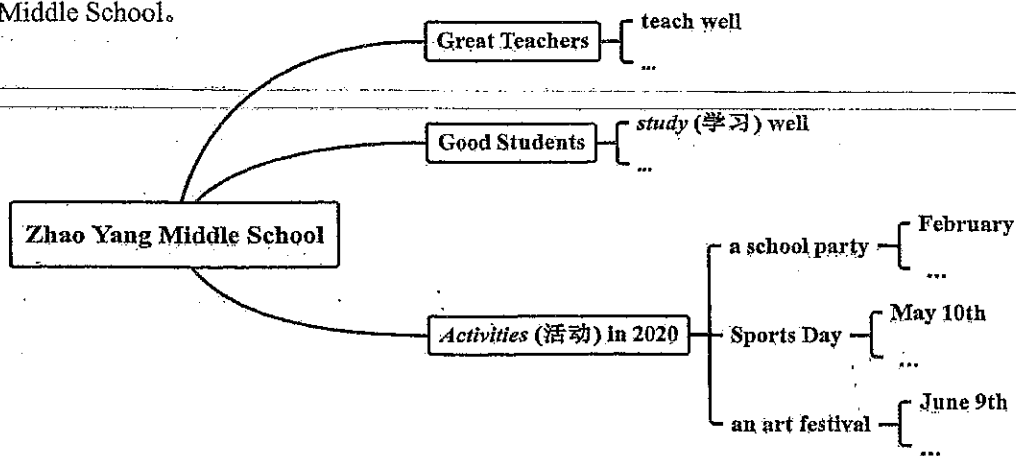 Middle School。
Great Teachers
teach well
...
Good Students
study (学习) well
...
Zhao Yang Middle School
Activities (活动) in 2020
a school party
February
...
Sports Day
May 10th
...
an art festival
June 9th
...